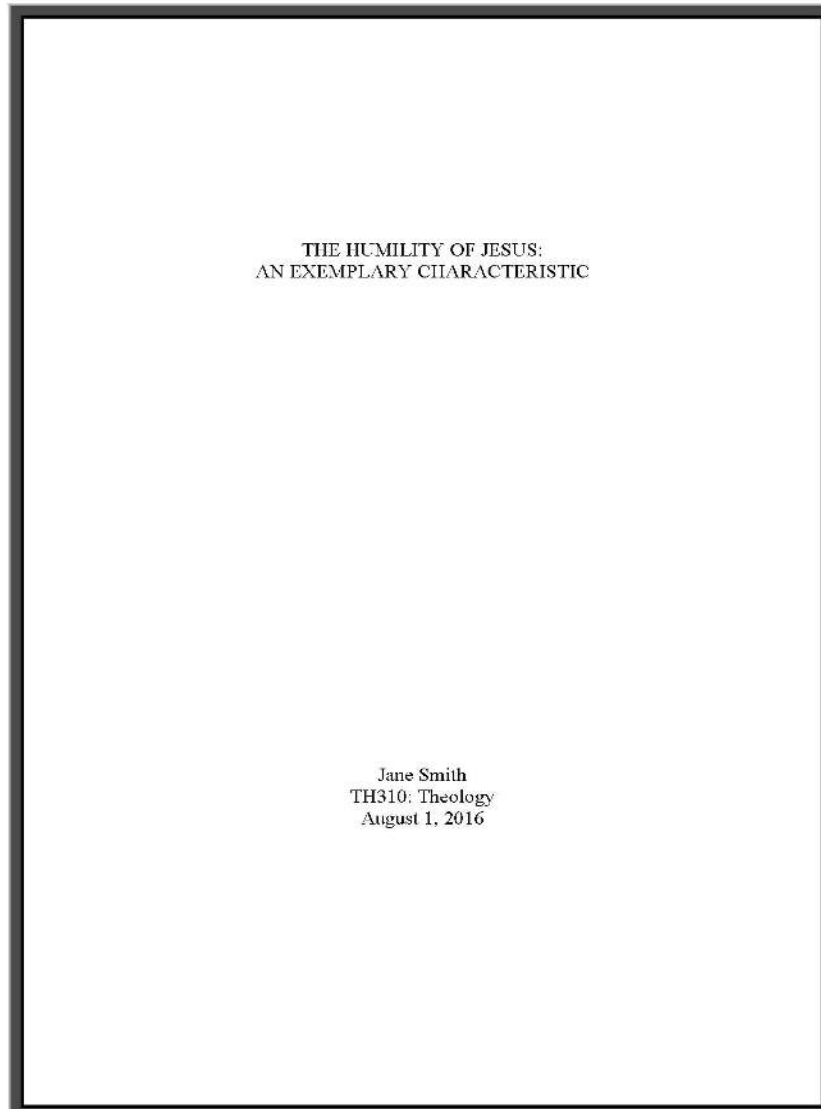 THE HUMILITY OF JESUS:
AN EXEMPLARY CHARACTERISTIC
Jane Smith
TH310: Theology
August 1, 2016